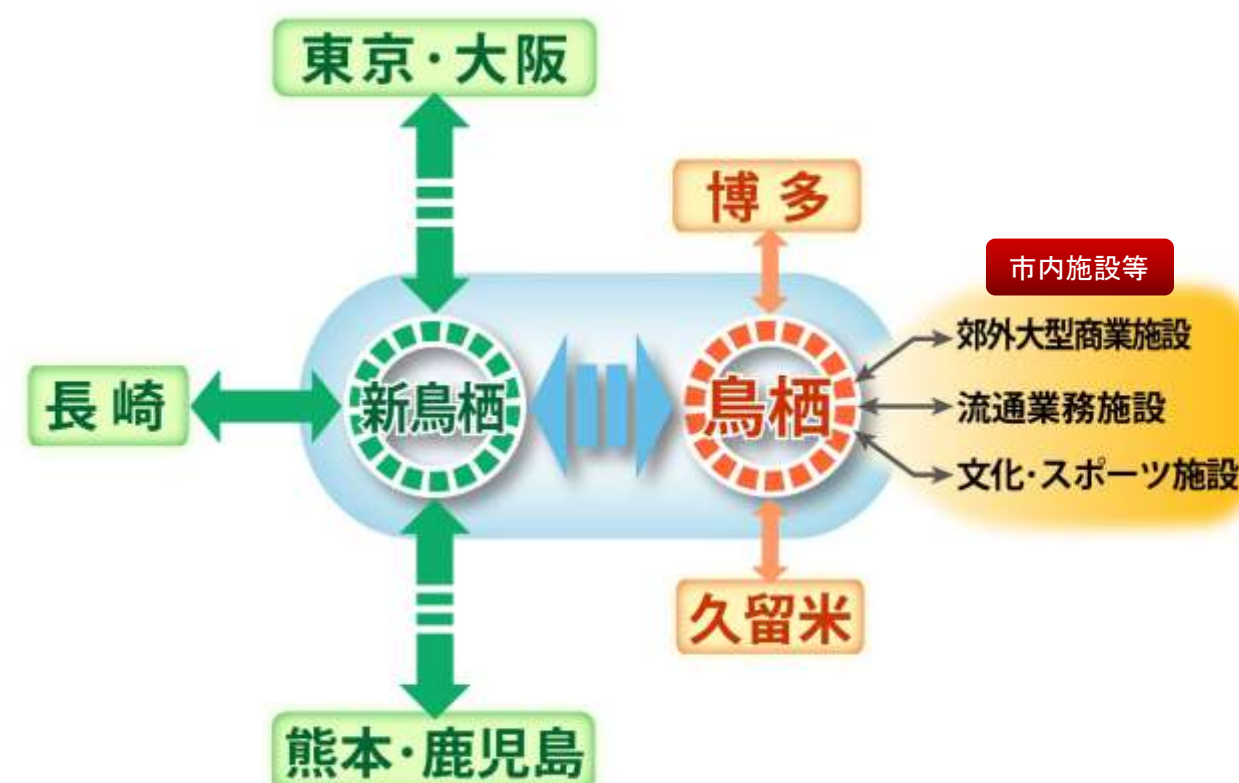 東京・大阪
博多
市内施設等
郊外大型商業施設
長崎
新鳥栖
鳥栖
流通業務施設
文化・スポーツ施設
久留米
熊本・鹿児島